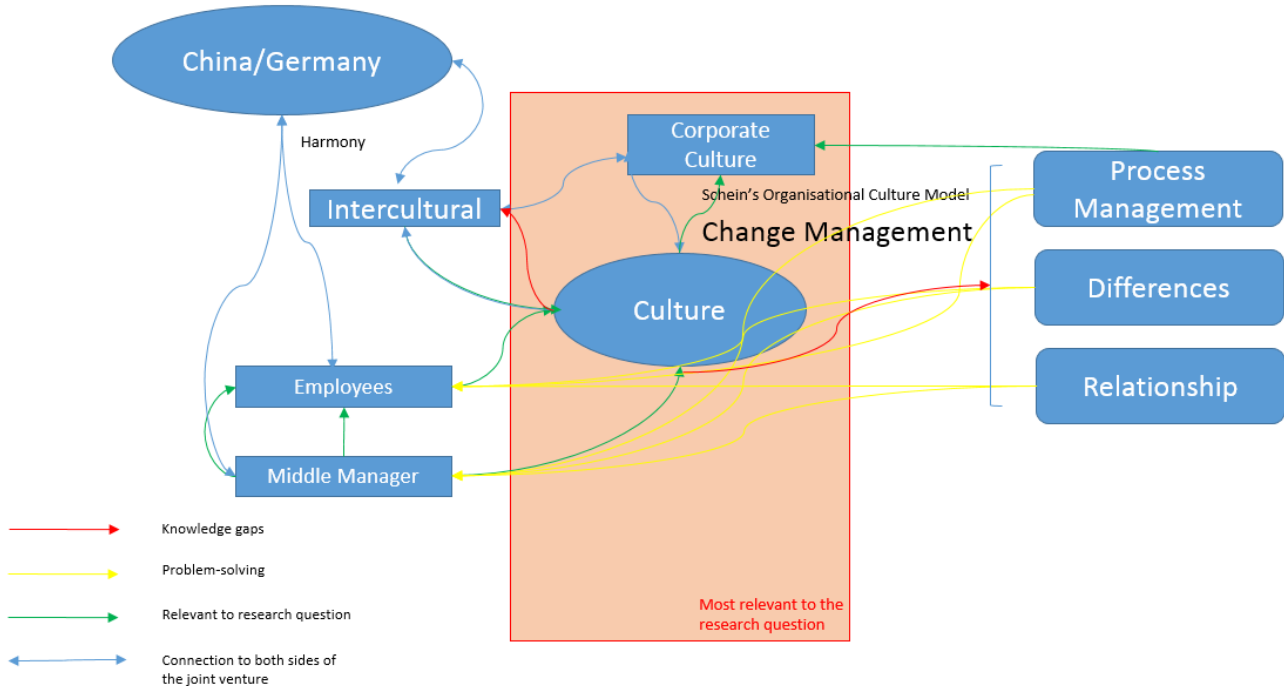 China/Germany
Harmony
Corporate
Culture
Process
Management
Intercultural
Schein's Organisational Culture Model
Change Management
Differences
Culture
Employees
Relationship
Middle Manager
Knowledge gaps
Problem-solving
Relevant to research question
Most relevant to the
research question
Connection to both sides of
the joint venture